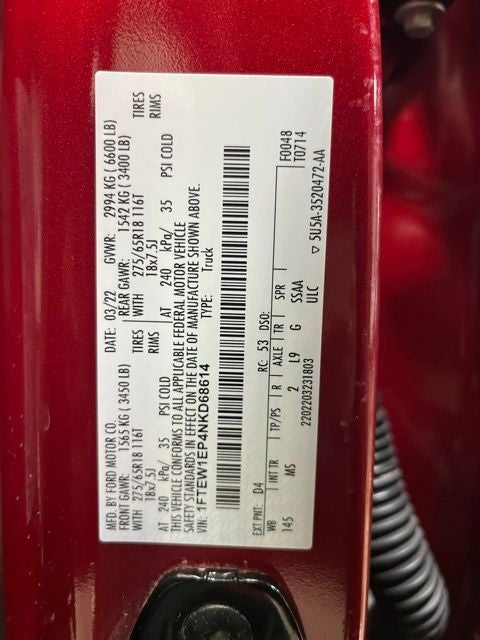 MFD. BY FORD MOTOR CO. DATE: 03/22 GVWR: 2994 KG ( 6600 LB)
FRONT GAWR: 1565 KG ( 3450 LB) REAR GAWR: 1542 KG ( 3400 LB)
WITH 275/65R18 116T TIRES WITH 275/65R18 116T TIRES
18x7.5J RIMS 18x7.5J RIMS
AT 240 kPa/ 35 PSI COLD AT 240 kPa/ 35 PSI COLD
THIS VEHICLE CONFORMS TO ALL APPLICABLE FEDERAL MOTOR VEHICLE
SAFETY STANDARDS IN EFFECT ON THE DATE OF MANUFACTURE SHOWN ABOVE.
VIN: 1FTEW1EP4NKD68614 TYPE: Truck
EXT PNT: D4 RC: 53 DSO: F0048
WB INT TR TP/PS R AXLE TR SPR T0714
145 MS 2 L9 G SSAA
ULC
2202203231803 ▽ 5U5A-3520472-AA